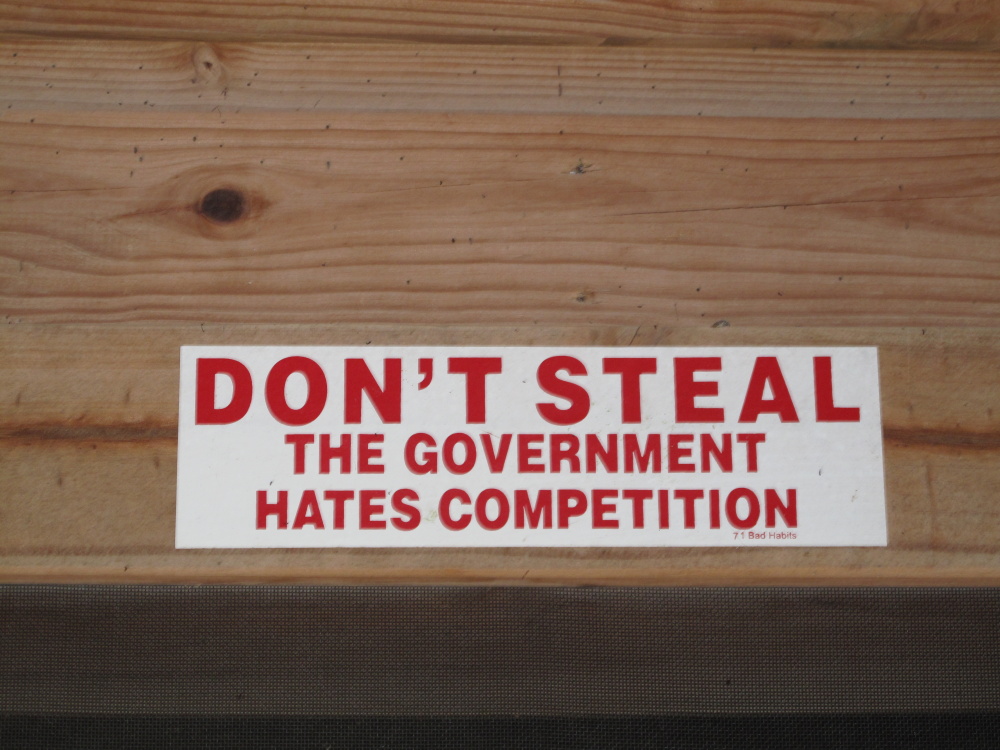 DON'T STEAL
THE GOVERNMENT
HATES COMPETITION
71 Bad Habits